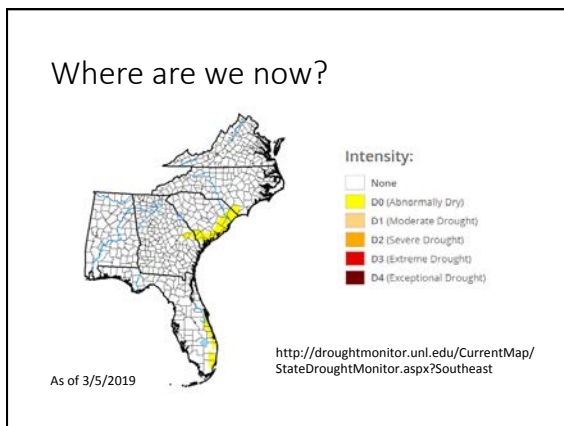 Where are we now?
Intensity:
None
D0 (Abnormally Dry)
D1 (Moderate Drought)
D2 (Severe Drought)
D3 (Extreme Drought)
D4 (Exceptional Drought)
http://droughtmonitor.unl.edu/CurrentMap/
StateDroughtMonitor.aspx?Southeast
As of 3/5/2019